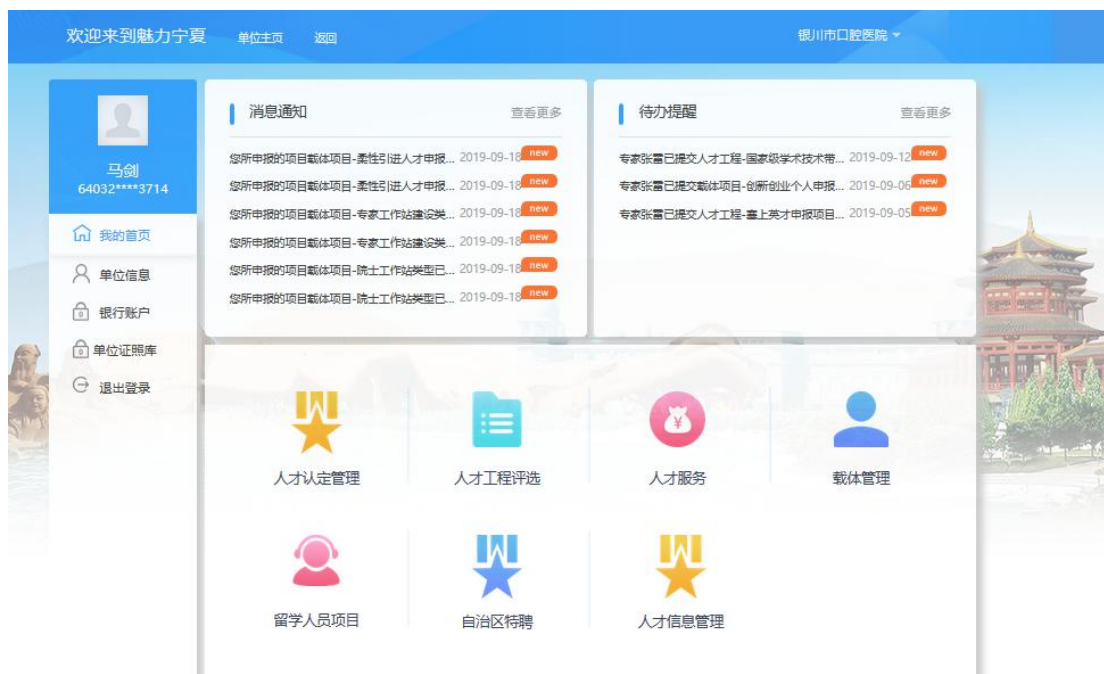 欢迎来到魅力宁夏 单位主页 返回 银川市口腔医院
马剑
64032****3714
我的首页
单位信息
银行账户
单位证照库
退出登录
消息通知 查看更多
您所申报的项目载体项目-柔性引进人才申报... 2019-09-18 new
您所申报的项目载体项目-柔性引进人才申报... 2019-09-18 new
您所申报的项目载体项目-专家工作站建设类... 2019-09-18 new
您所申报的项目载体项目-专家工作站建设类... 2019-09-18 new
您所申报的项目载体项目-院士工作站类型已... 2019-09-18 new
您所申报的项目载体项目-院士工作站类型已... 2019-09-18 new
待办提醒 查看更多
专家张雷已提交人才工程-国家级学术技术带... 2019-09-12 new
专家张雷已提交载体项目-创新创业个人申报... 2019-09-06 new
专家张雷已提交人才工程-塞上英才申报项目... 2019-09-05 new
人才认定管理 人才工程评选 人才服务 载体管理
留学人员项目 自治区特聘 人才信息管理